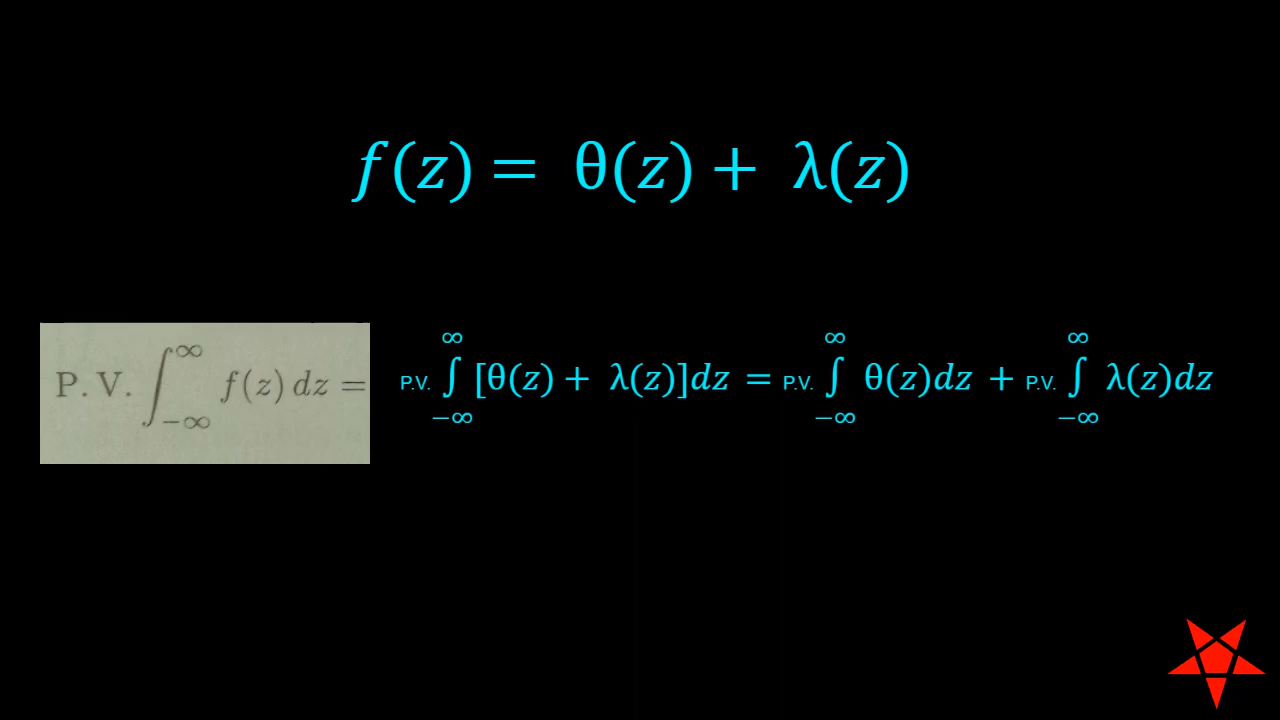 f(z) = θ(z) + λ(z)
P. V. ∫_{-∞}^{∞} f(z) dz = P.V. ∫_{-∞}^{∞} [θ(z) + λ(z)]dz = P.V. ∫_{-∞}^{∞} θ(z)dz + P.V. ∫_{-∞}^{∞} λ(z)dz